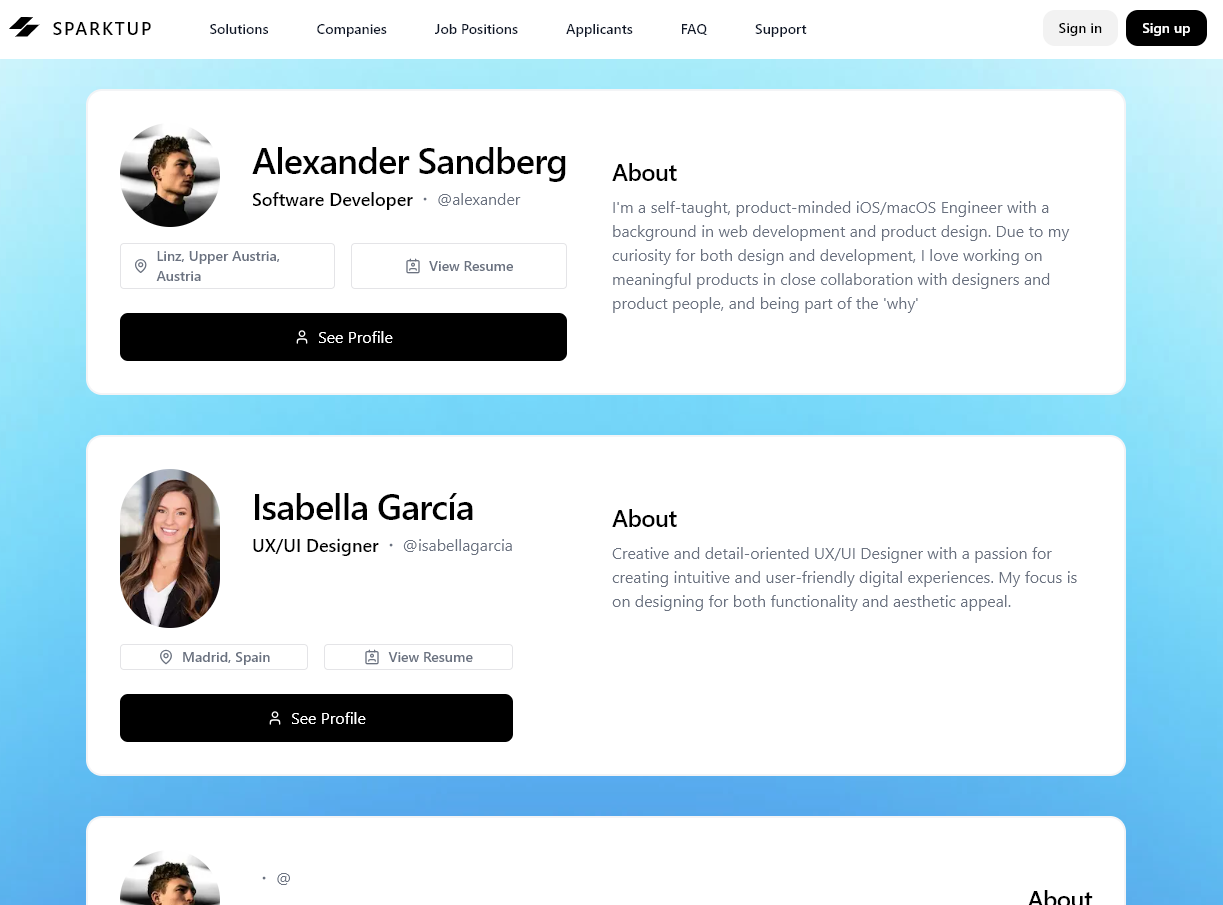 SPARKTUP
Solutions
Companies
Job Positions
Applicants
FAQ
Support
Sign in
Sign up
Alexander Sandberg
Software Developer · @alexander
Linz, Upper Austria,
Austria
View Resume
See Profile
About
I'm a self-taught, product-minded iOS/macOS Engineer with a
background in web development and product design. Due to my
curiosity for both design and development, I love working on
meaningful products in close collaboration with designers and
product people, and being part of the 'why'
Isabella García
UX/UI Designer · @isabellagarcia
Madrid, Spain
View Resume
See Profile
About
Creative and detail-oriented UX/UI Designer with a passion for
creating intuitive and user-friendly digital experiences. My focus is
on designing for both functionality and aesthetic appeal.
· @
About